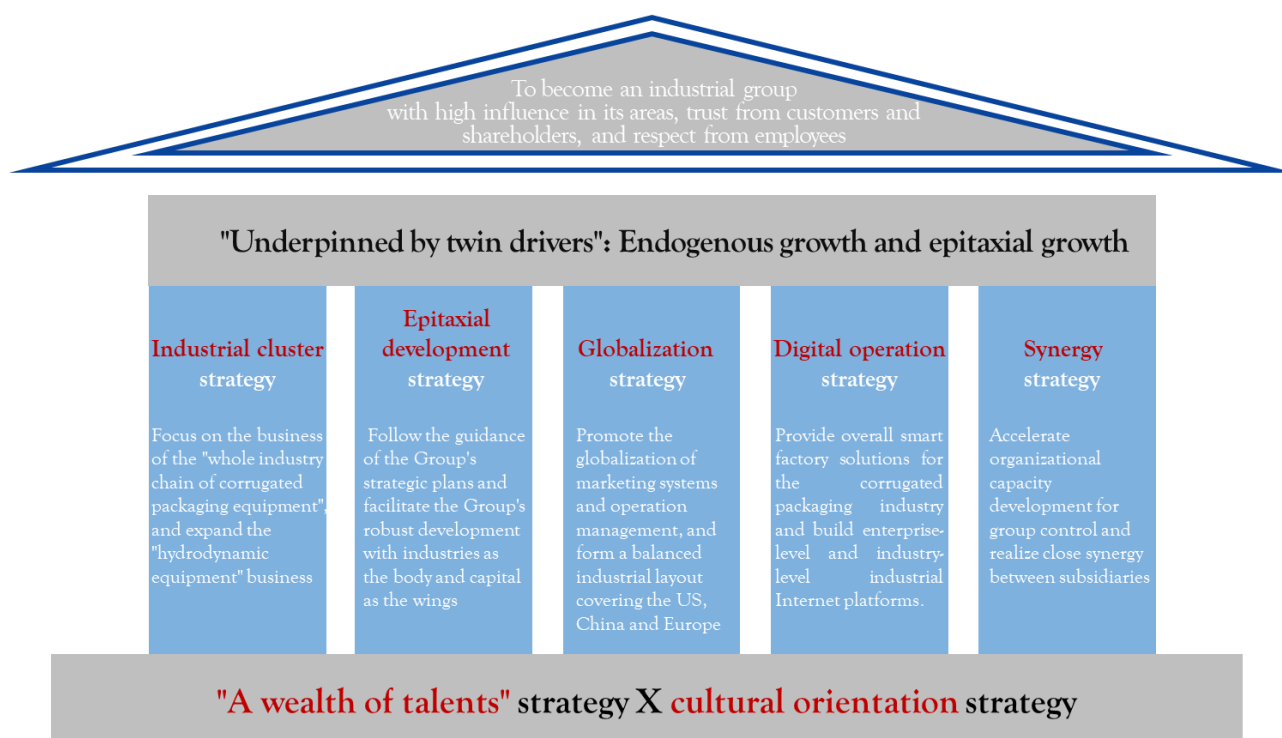 To become an industrial group
with high influence in its areas, trust from customers and
shareholders, and respect from employees
"Underpinned by twin drivers": Endogenous growth and epitaxial growth
Industrial cluster
strategy
Focus on the business
of the "whole industry
chain of corrugated
packaging equipment",
and expand the
"hydrodynamic
equipment" business
Epitaxial
development
strategy
Follow the guidance
of the Group's
strategic plans and
facilitate the Group's
robust development
with industries as
the body and capital
as the wings
Globalization
strategy
Promote the
globalization of
marketing systems
and operation
management, and
form a balanced
industrial layout
covering the US,
China and Europe
Digital operation
strategy
Provide overall smart
factory solutions for
the corrugated
packaging industry
and build enterprise-
level and industry-
level industrial
Internet platforms.
Synergy
strategy
Accelerate
organizational
capacity
development for
group control and
realize close synergy
between subsidiaries
"A wealth of talents" strategy X cultural orientation strategy